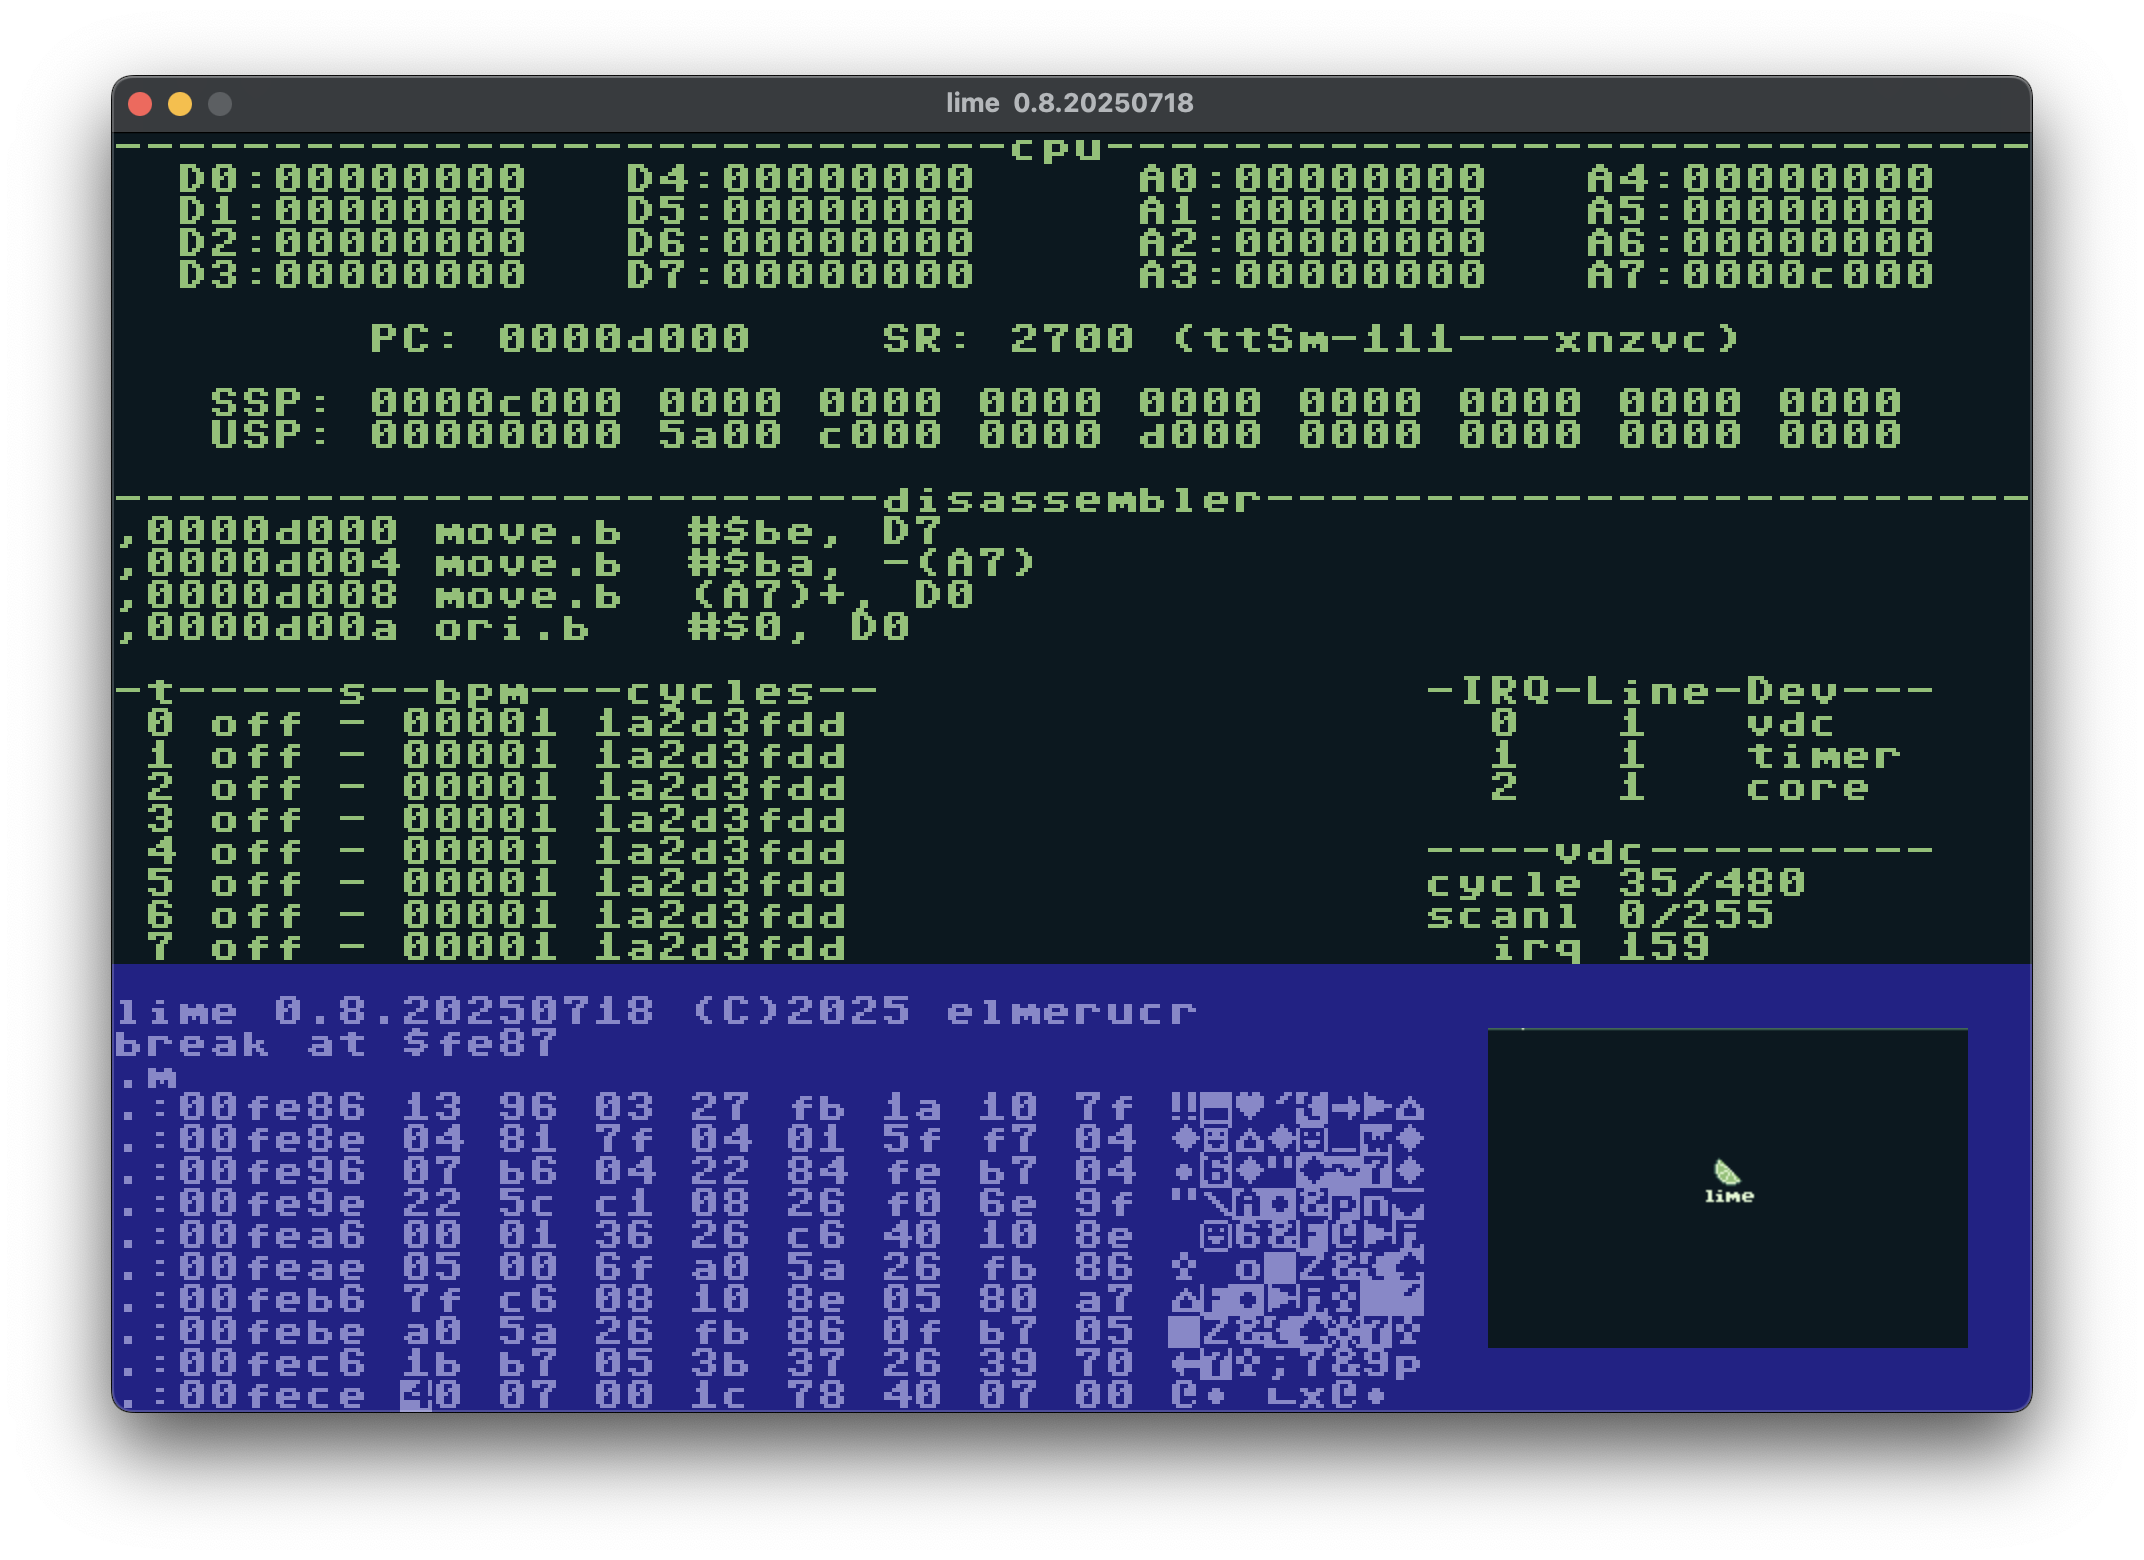 lime 0.8.20250718
cpu
D0:00000000 D4:00000000 A0:00000000 A4:00000000
D1:00000000 D5:00000000 A1:00000000 A5:00000000
D2:00000000 D6:00000000 A2:00000000 A6:00000000
D3:00000000 D7:00000000 A3:00000000 A7:0000c000
PC: 0000d000 SR: 2700 (ttSm-111---xnzvc)
SSP: 0000c000 0000 0000 0000 0000 0000 0000 0000 0000
USP: 00000000 5a00 c000 0000 d000 0000 0000 0000 0000
disassembler
,0000d000 move.b #$be, D7
,0000d004 move.b #$ba, -(A7)
,0000d008 move.b (A7)+, D0
,0000d00a ori.b #$0, D0
-t-----s--bpm---cycles--
0 off - 00001 1a2d3fdd
1 off - 00001 1a2d3fdd
2 off - 00001 1a2d3fdd
3 off - 00001 1a2d3fdd
4 off - 00001 1a2d3fdd
5 off - 00001 1a2d3fdd
6 off - 00001 1a2d3fdd
7 off - 00001 1a2d3fdd
-IRQ-Line-Dev---
0 1 vdc
1 1 timer
2 1 core
----vdc---------
cycle 35/480
scanl 0/255
irq 159
lime 0.8.20250718 (C)2025 elmerucr
break at $fe87
.m
.:00fe86 13 96 03 27 fb 1a 10 7f
.:00fe8e 04 81 7f 04 01 5f f7 04
.:00fe96 07 b6 04 22 84 fe b7 04
.:00fe9e 22 5c c1 08 26 f0 6e 9f
.:00fea6 00 01 36 26 c6 40 10 8e
.:00feae 05 00 6f a0 5a 26 fb 86
.:00feb6 7f c6 08 10 8e 05 80 a7
.:00febe a0 5a 26 fb 86 0f b7 05
.:00fec6 1b b7 05 3b 37 26 39 70
.:00fece 40 07 00 1c 78 40 07 00
lime